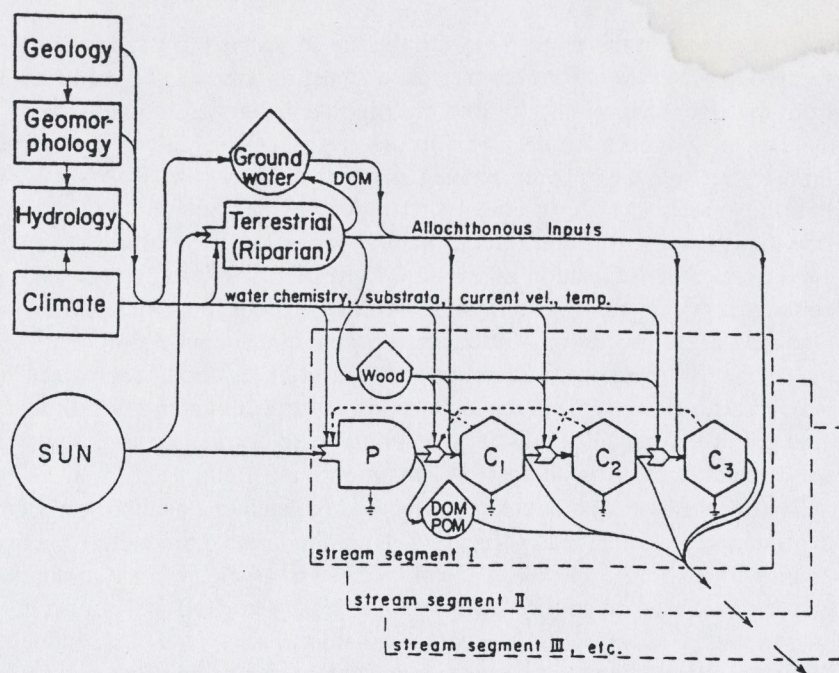 Geology
Geomor-
phology
Hydrology
Climate
SUN
Ground
water
DOM
Terrestrial
(Riparian)
Allochthonous Inputs
water chemistry, substrata, current vel., temp.
Wood
P
C₁
C₂
C₃
DOM
POM
stream segment I
stream segment II
stream segment III, etc.